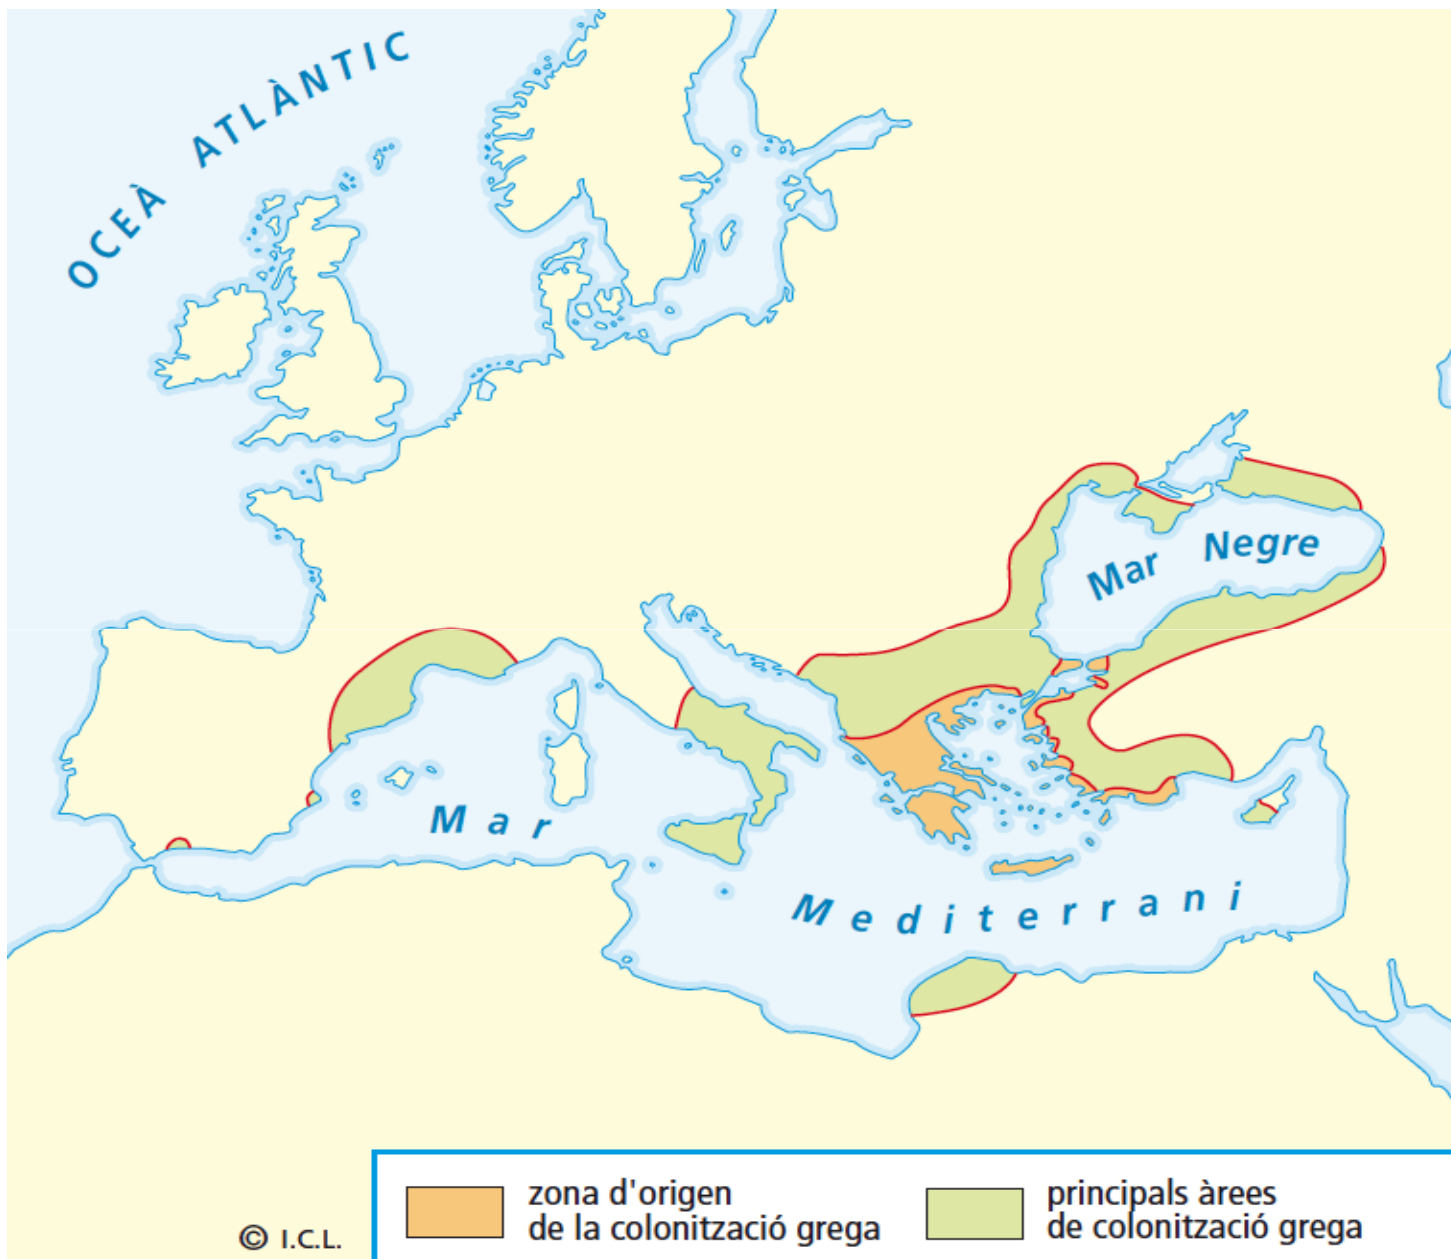 OCEÀ ATLÀNTIC
Mar Negre
Mar
Mediterrani
zona d'origen
de la colonització grega
principals àrees
de colonització grega
© I.C.L.